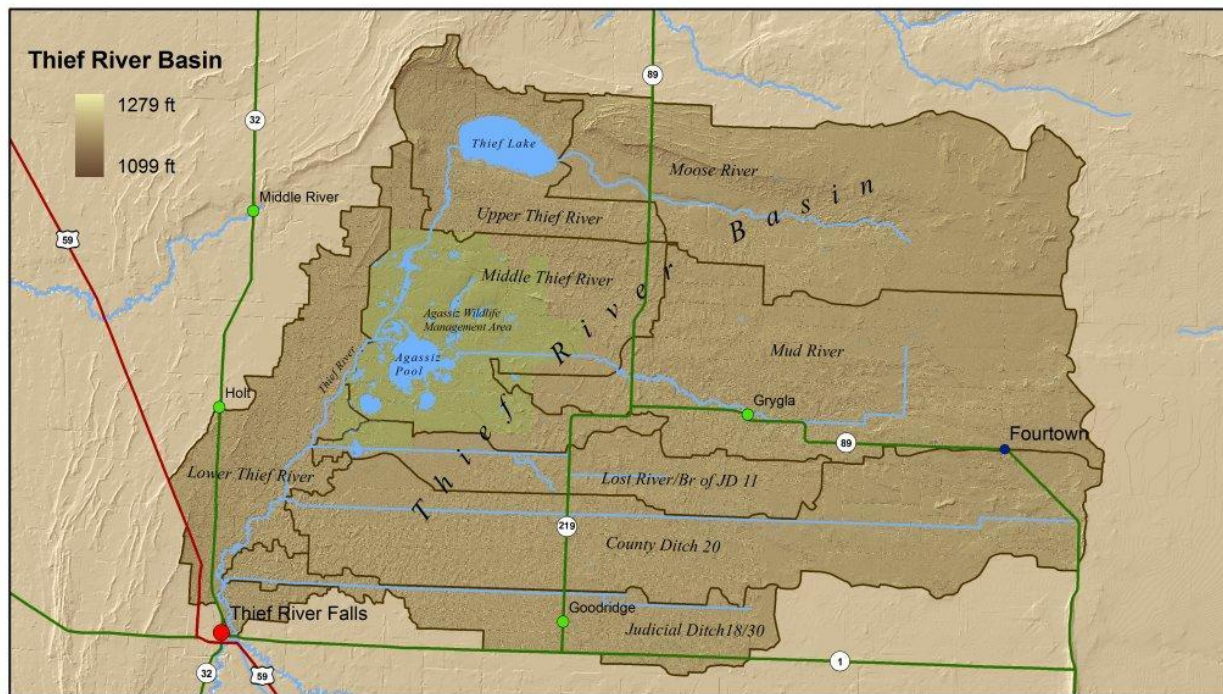 Thief River Basin
1279 ft
1099 ft
89
32
Thief Lake
Moose River
Middle River
Upper Thief River
Thief River Basin
59
Middle Thief River
Agassiz Wildlife
Management Area
Mud River
Thief River
Agassiz
Pool
Holt
Grygla
89
Fourtown
Lower Thief River
Lost River/Br of JD 11
219
County Ditch 20
Thief River Falls
Goodridge
Judicial Ditch18/30
1
32
59